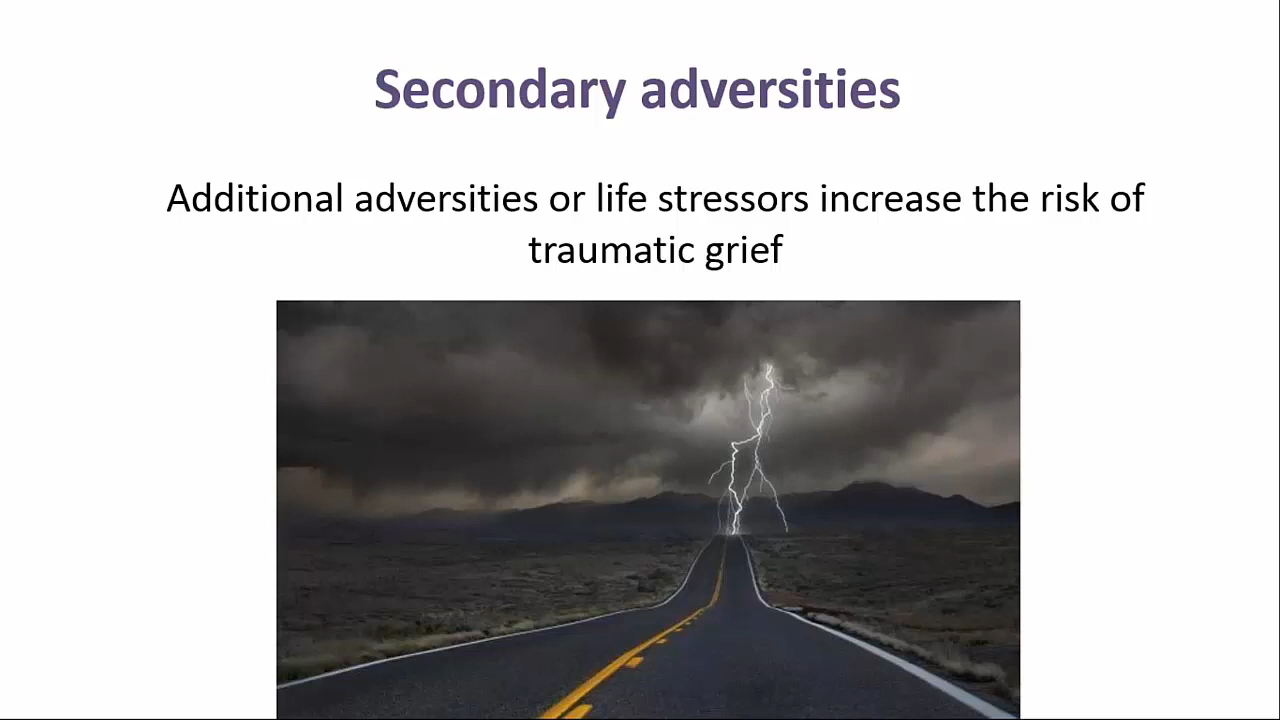 Secondary adversities
Additional adversities or life stressors increase the risk of
traumatic grief